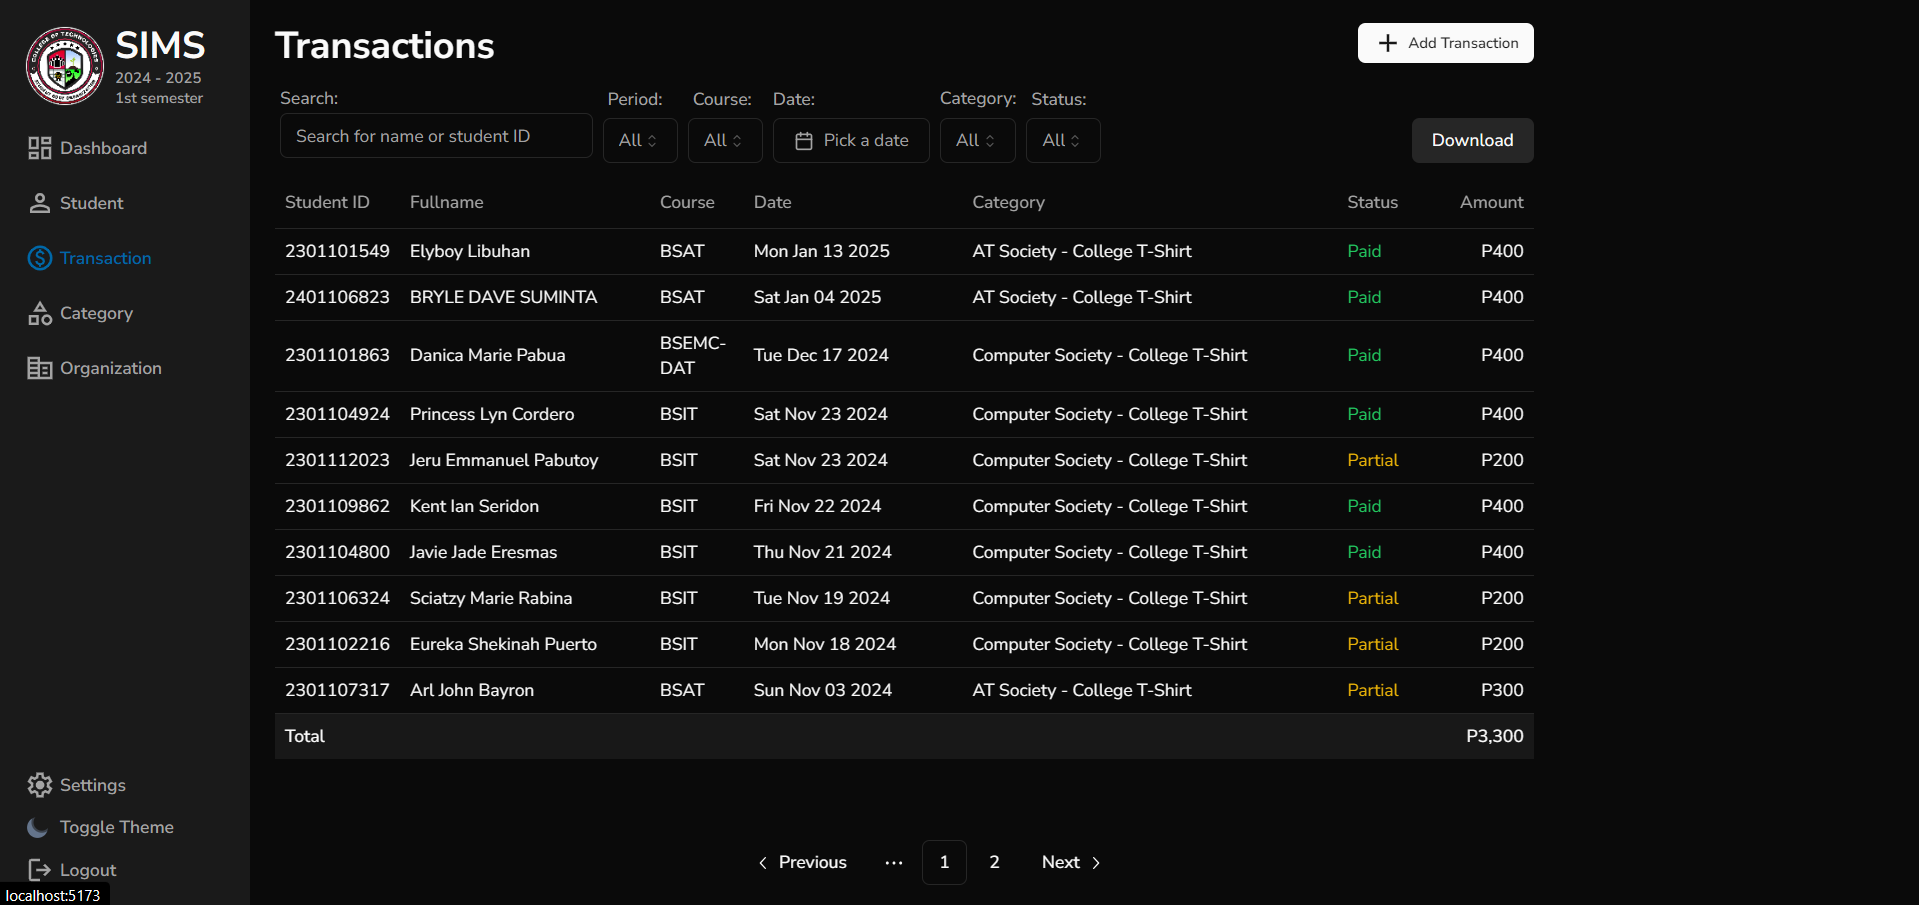 SIMS
2024 - 2025
1st semester
Dashboard
Student
Transaction
Category
Organization
Settings
Toggle Theme
Logout
localhost:5173
Transactions
Add Transaction
Search: Period: Course: Date: Category: Status:
Search for name or student ID All All Pick a date All All Download
Student ID Fullname Course Date Category Status Amount
2301101549 Elyboy Libuhan BSAT Mon Jan 13 2025 AT Society - College T-Shirt Paid P400
2401106823 BRYLE DAVE SUMINTA BSAT Sat Jan 04 2025 AT Society - College T-Shirt Paid P400
2301101863 Danica Marie Pabua BSEMC-DAT Tue Dec 17 2024 Computer Society - College T-Shirt Paid P400
2301104924 Princess Lyn Cordero BSIT Sat Nov 23 2024 Computer Society - College T-Shirt Paid P400
2301112023 Jeru Emmanuel Pabutoy BSIT Sat Nov 23 2024 Computer Society - College T-Shirt Partial P200
2301109862 Kent Ian Seridon BSIT Fri Nov 22 2024 Computer Society - College T-Shirt Paid P400
2301104800 Javie Jade Eresmas BSIT Thu Nov 21 2024 Computer Society - College T-Shirt Paid P400
2301106324 Sciatzy Marie Rabina BSIT Tue Nov 19 2024 Computer Society - College T-Shirt Partial P200
2301102216 Eureka Shekinah Puerto BSIT Mon Nov 18 2024 Computer Society - College T-Shirt Partial P200
2301107317 Arl John Bayron BSAT Sun Nov 03 2024 AT Society - College T-Shirt Partial P300
Total P3,300
Previous ... 1 2 Next